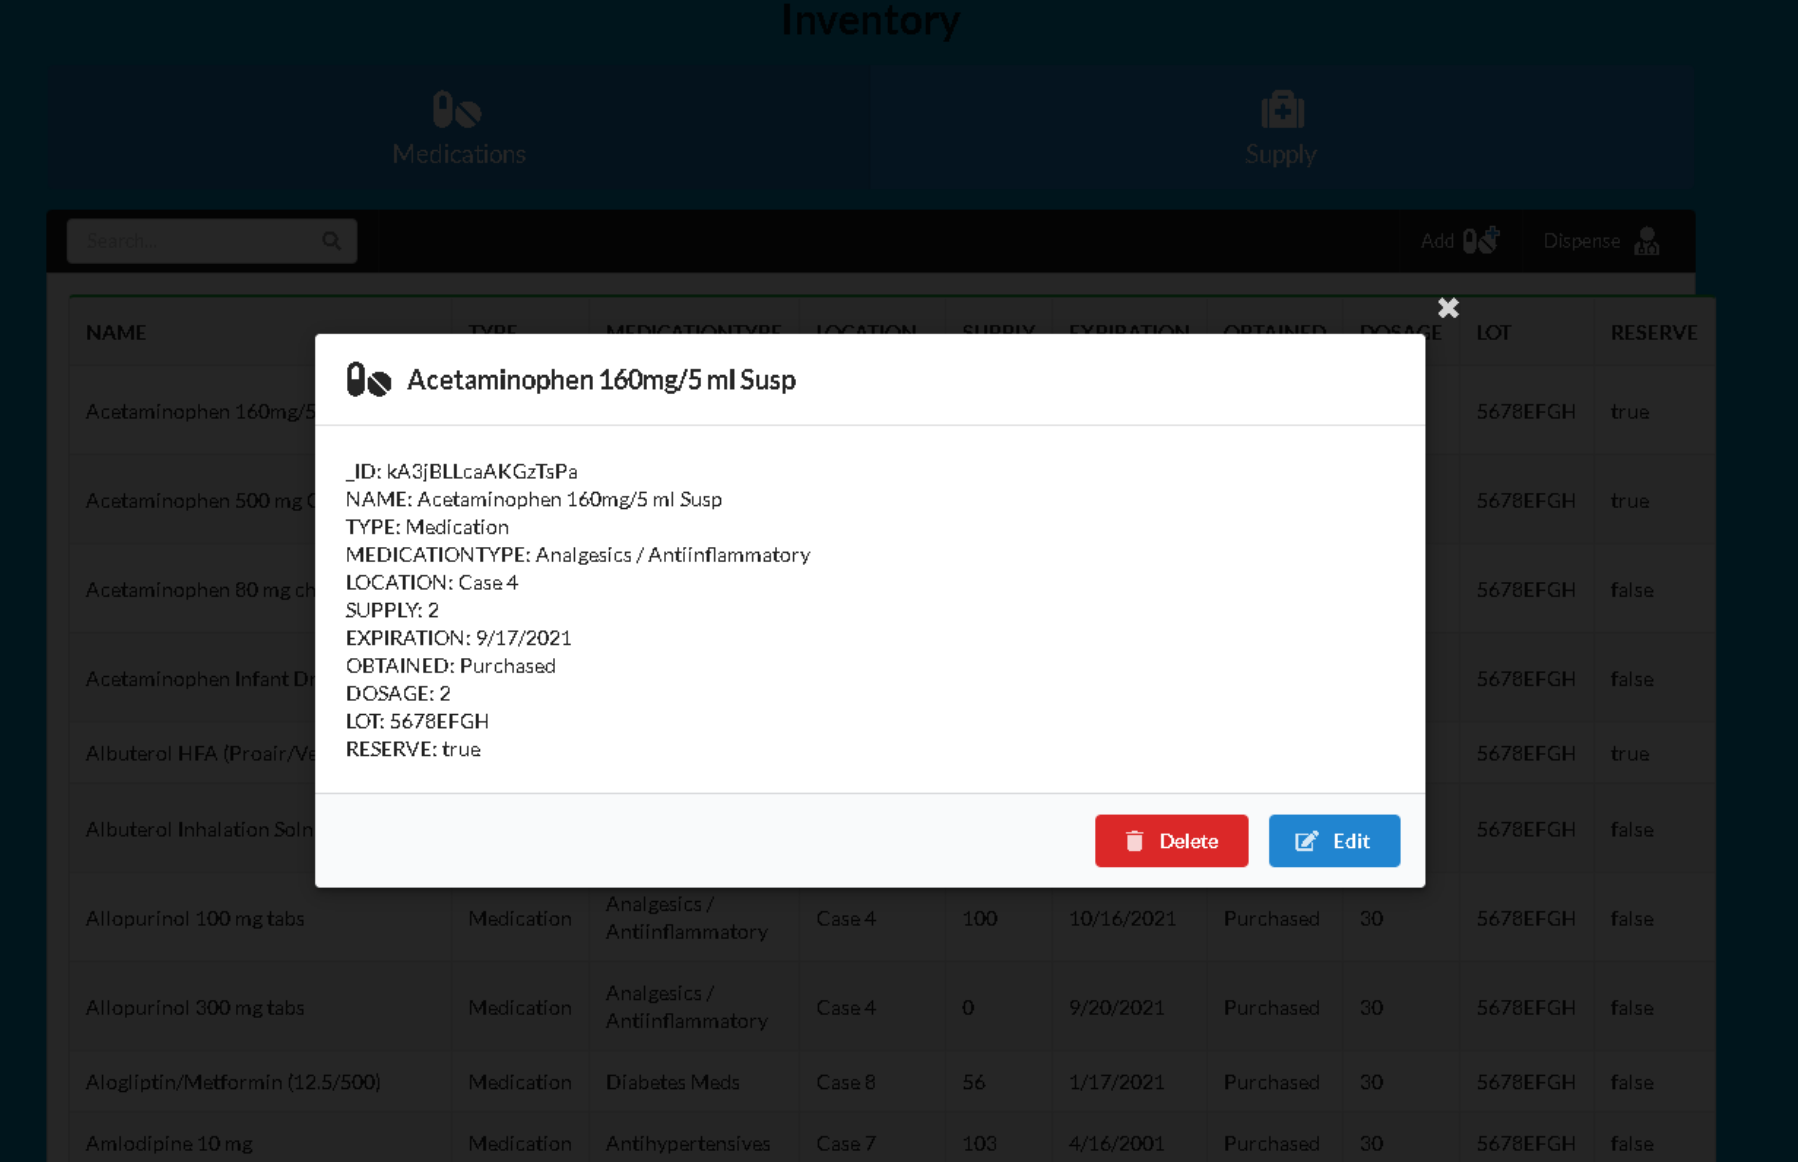 Inventory
Medications
Supply
Search...
Add
Dispense
NAME TYPE MEDICATIONTYPE LOCATION SUPPLY EXPIRATION OBTAINED DOSAGE LOT RESERVE
Acetaminophen 160mg/5 5678EFGH true
Acetaminophen 500 mg 5678EFGH true
Acetaminophen 80 mg ch 5678EFGH false
Acetaminophen Infant Dr 5678EFGH false
Albuterol HFA (Proair/Ve 5678EFGH true
Albuterol Inhalation Soln 5678EFGH false
Acetaminophen 160mg/5 ml Susp
_ID: kA3jBLLcaAKGzTsPa
NAME: Acetaminophen 160mg/5 ml Susp
TYPE: Medication
MEDICATIONTYPE: Analgesics / Antiinflammatory
LOCATION: Case 4
SUPPLY: 2
EXPIRATION: 9/17/2021
OBTAINED: Purchased
DOSAGE: 2
LOT: 5678EFGH
RESERVE: true
Delete
Edit
Allopurinol 100 mg tabs Medication Analgesics / Antiinflammatory Case 4 100 10/16/2021 Purchased 30 5678EFGH false
Allopurinol 300 mg tabs Medication Analgesics / Antiinflammatory Case 4 0 9/20/2021 Purchased 30 5678EFGH false
Alogliptin/Metformin (12.5/500) Medication Diabetes Meds Case 8 56 1/17/2021 Purchased 30 5678EFGH false
Amlodipine 10 mg Medication Antihypertensives Case 7 103 4/16/2001 Purchased 30 5678EFGH false